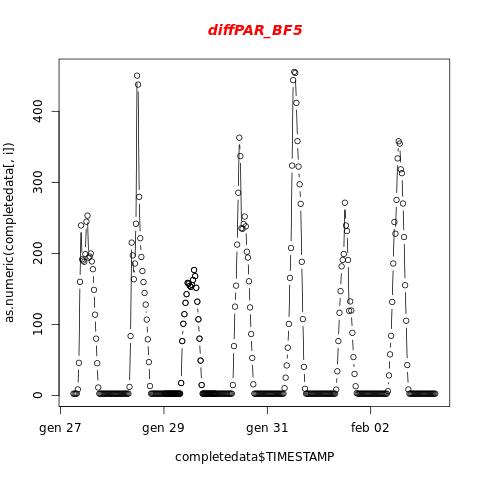 diffPAR_BF5
as.numeric(completedata[, i])
400
300
200
100
0
gen 27 gen 29 gen 31 feb 02
completedata$TIMESTAMP